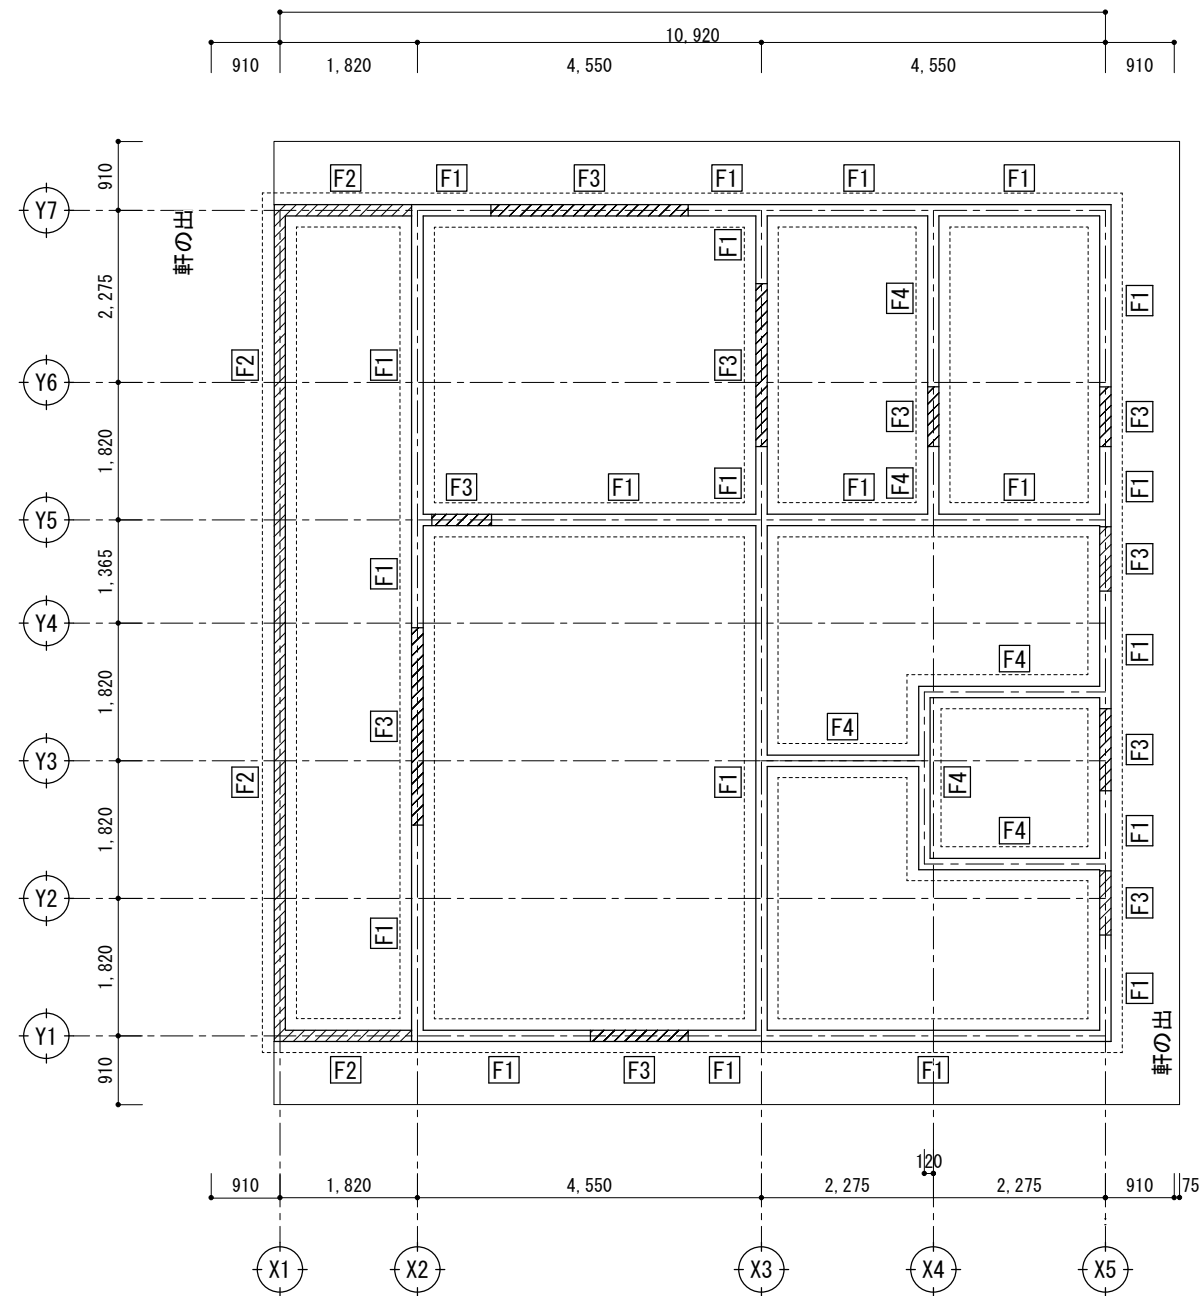 10,920
910 1,820 4,550 4,550 910
F2 F1 F3 F1 F1 F1
910
Y7
軒の出
F1
2,275
F4 F1
F2 F1 F3
Y6
F3 F3
1,820
F3 F1 F1 F1 F4 F1 F1
Y5
1,365
F1 F3
Y4
F1
F4
1,820
F3 F4
F3
Y3
F2 F1 F4
1,820
F4 F1
Y2
F3
F1
1,820
F1
Y1
軒の出
910
F2 F1 F3 F1 F1
120
910 1,820 4,550 2,275 2,275 910 75
X1 X2 X3 X4 X5